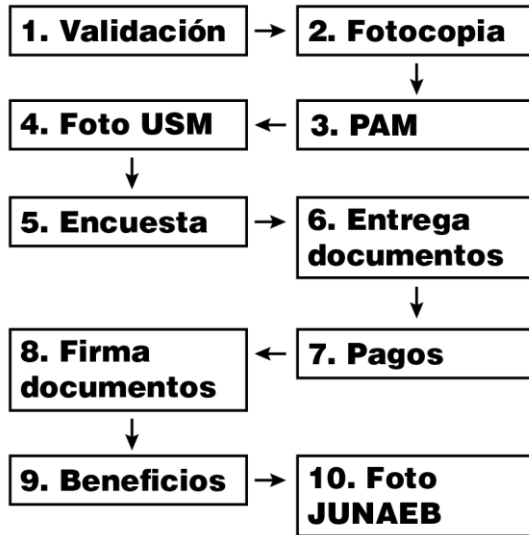 1. Validación
2. Fotocopia
3. PAM
4. Foto USM
5. Encuesta
6. Entrega
documentos
7. Pagos
8. Firma
documentos
9. Beneficios
10. Foto
JUNAEB